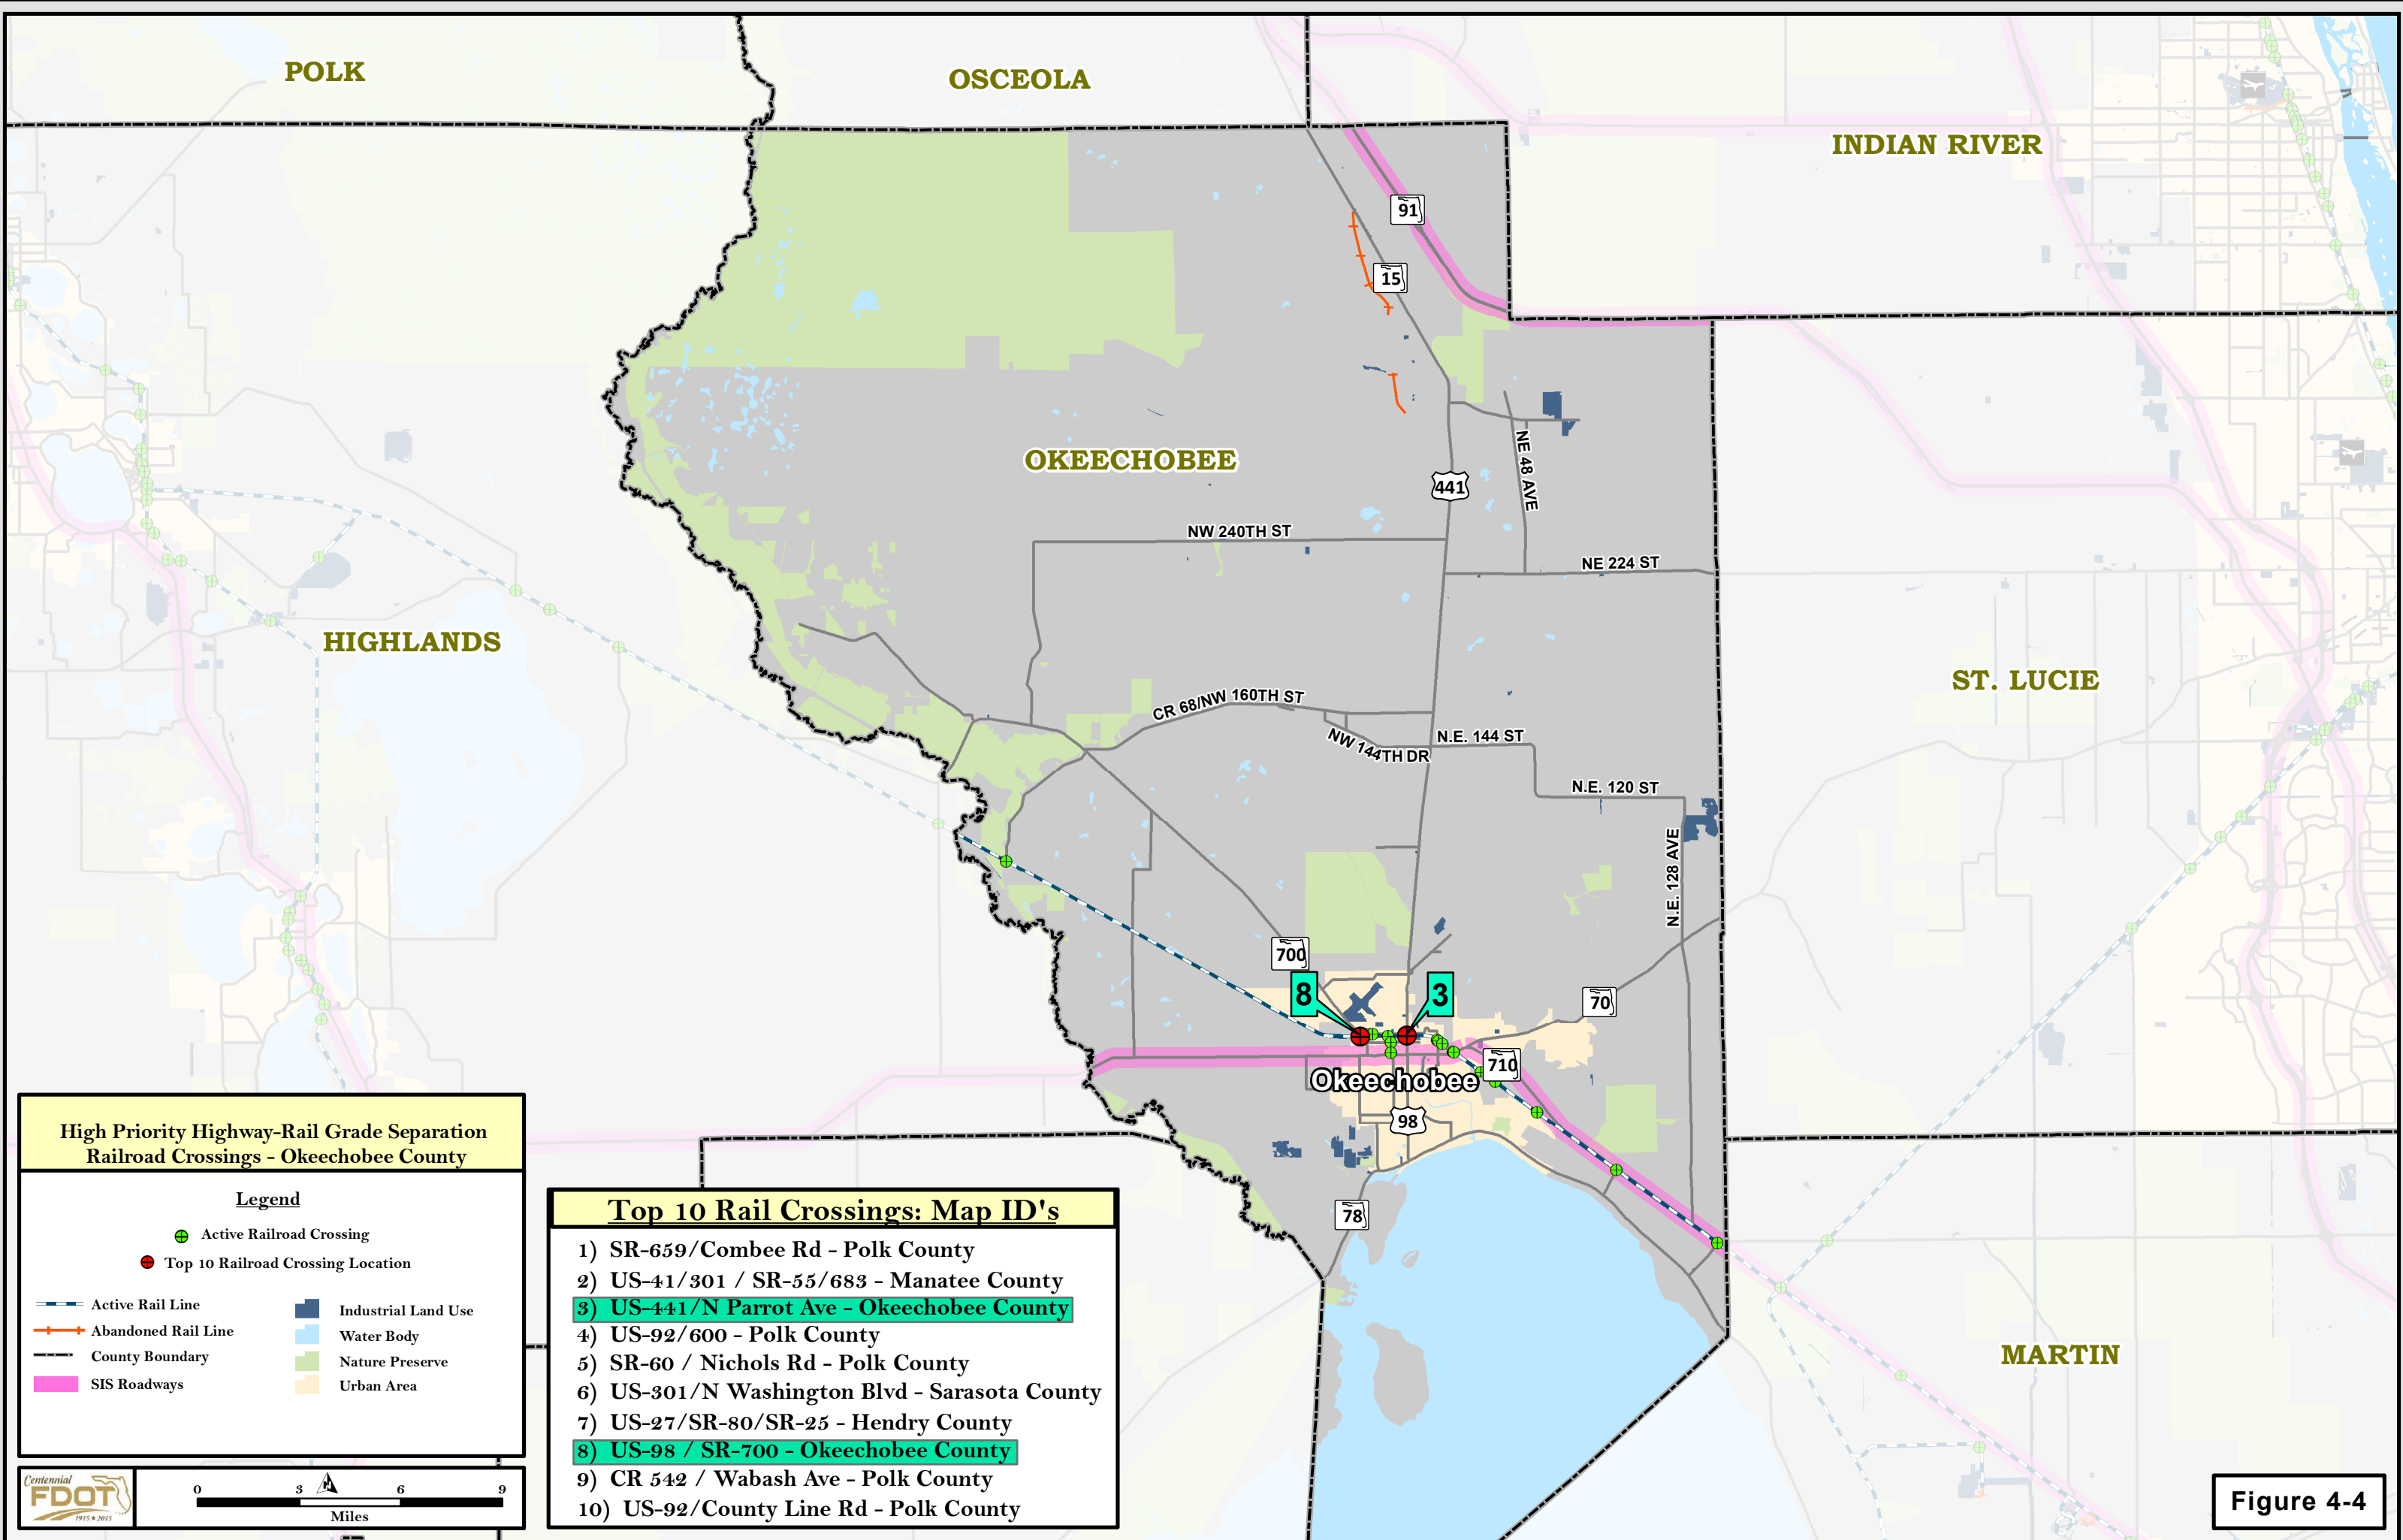 POLK
OSCEOLA
INDIAN RIVER
91
15
OKEECHOBEE
441
NE 48 AVE
NW 240TH ST
NE 224 ST
HIGHLANDS
ST. LUCIE
CR 68/NW 160TH ST
NW 144TH DR
N.E. 144 ST
N.E. 120 ST
N.E. 128 AVE
700
8
3
70
710
Okeechobee
98
78
MARTIN
High Priority Highway-Rail Grade Separation
Railroad Crossings - Okeechobee County
Legend
Active Railroad Crossing
Top 10 Railroad Crossing Location
Active Rail Line
Abandoned Rail Line
County Boundary
SIS Roadways
Industrial Land Use
Water Body
Nature Preserve
Urban Area
Centennial
FDOT
1915 ★ 2015
0 3 6 9
N
Miles
Top 10 Rail Crossings: Map ID's
1) SR-659/Combee Rd - Polk County
2) US-41/301 / SR-55/683 - Manatee County
3) US-441/N Parrot Ave - Okeechobee County
4) US-92/600 - Polk County
5) SR-60 / Nichols Rd - Polk County
6) US-301/N Washington Blvd - Sarasota County
7) US-27/SR-80/SR-25 - Hendry County
8) US-98 / SR-700 - Okeechobee County
9) CR 542 / Wabash Ave - Polk County
10) US-92/County Line Rd - Polk County
Figure 4-4